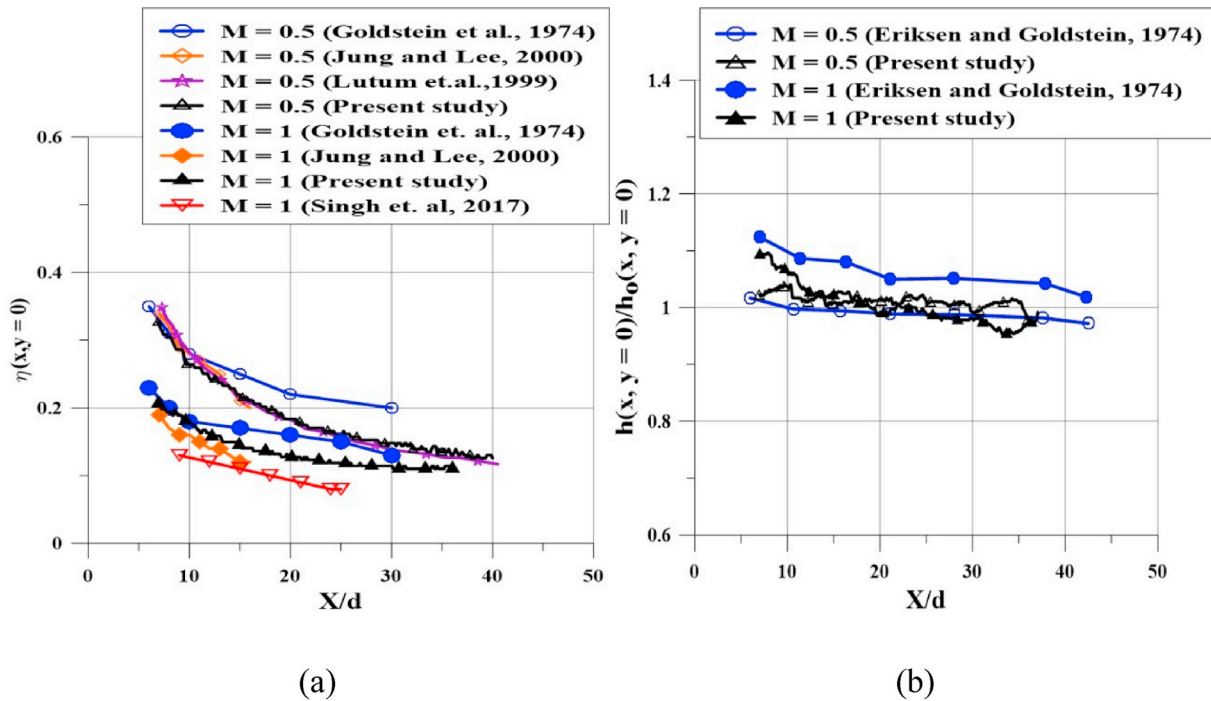 M = 0.5 (Goldstein et al., 1974)
M = 0.5 (Jung and Lee, 2000)
M = 0.5 (Lutum et.al.,1999)
M = 0.5 (Present study)
M = 1 (Goldstein et. al., 1974)
M = 1 (Jung and Lee, 2000)
M = 1 (Present study)
M = 1 (Singh et. al, 2017)
η(x,y = 0)
0.6
0.4
0.2
0
0 10 20 30 40 50
X/d
(a)
M = 0.5 (Eriksen and Goldstein, 1974)
M = 0.5 (Present study)
M = 1 (Eriksen and Goldstein, 1974)
M = 1 (Present study)
h(x, y = 0)/h₀(x, y = 0)
1.4
1.2
1
0.8
0.6
0 10 20 30 40 50
X/d
(b)